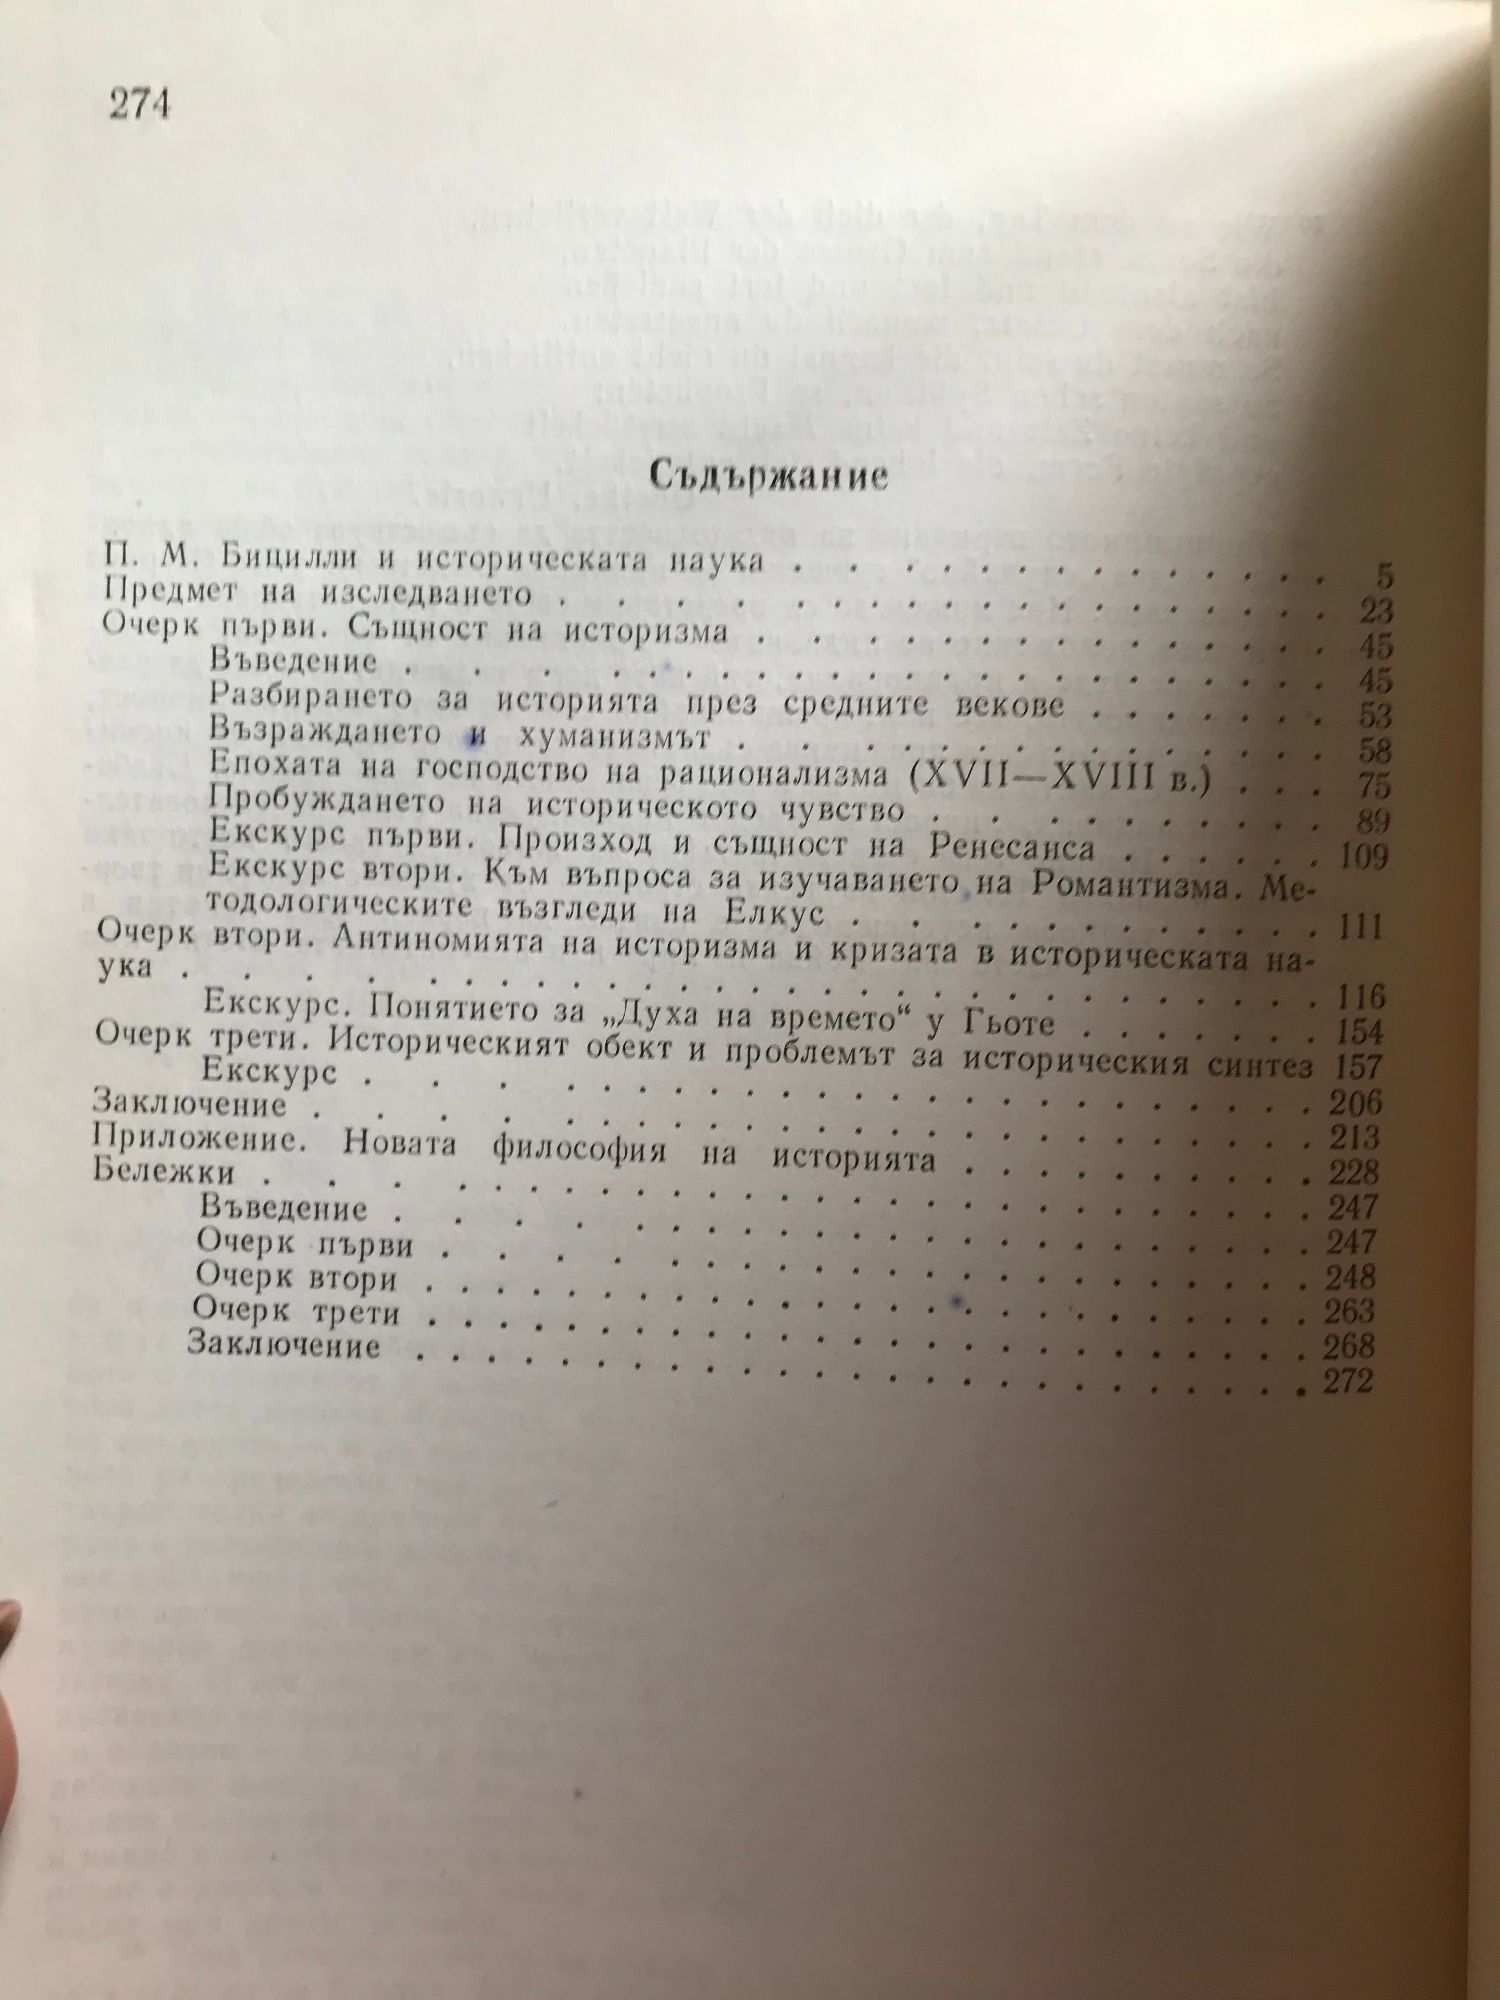 274
Съдържание
П. М. Бицилли и историческата наука . . . . . . . . . . . . . . 5
Предмет на изследването . . . . . . . . . . . . . . . . . . 23
Очерк първи. Същност на историзма . . . . . . . . . . . . . . 45
Въведение . . . . . . . . . . . . . . . . . . . . . . 45
Разбирането за историята през средните векове . . . . . . . 53
Възраждането и хуманизмът . . . . . . . . . . . . . . 58
Епохата на господство на рационализма (XVII—XVIII в.) . . . 75
Пробуждането на историческото чувство . . . . . . . . . . 89
Екскурс първи. Произход и същност на Ренесанса . . . . . . 109
Екскурс втори. Към въпроса за изучаването на Романтизма. Ме-
тодологическите възгледи на Елкус . . . . . . . . . . . 111
Очерк втори. Антиномията на историзма и кризата в историческата на-
ука . . . . . . . . . . . . . . . . . . . . . . . . . . 116
Екскурс. Понятието за „Духа на времето“ у Гьоте . . . . . . . 154
Очерк трети. Историческият обект и проблемът за историческия синтез 157
Екскурс . . . . . . . . . . . . . . . . . . . . . . . 206
Заключение . . . . . . . . . . . . . . . . . . . . . . . 213
Приложение. Новата философия на историята . . . . . . . . . . 228
Бележки . . . . . . . . . . . . . . . . . . . . . . . . . 247
Въведение . . . . . . . . . . . . . . . . . . . . . . 247
Очерк първи . . . . . . . . . . . . . . . . . . . . . 248
Очерк втори . . . . . . . . . . . . . . . . . . . . . . . . 263
Очерк трети . . . . . . . . . . . . . . . . . . . . . . . . 268
Заключение . . . . . . . . . . . . . . . . . . . . . . . . 272